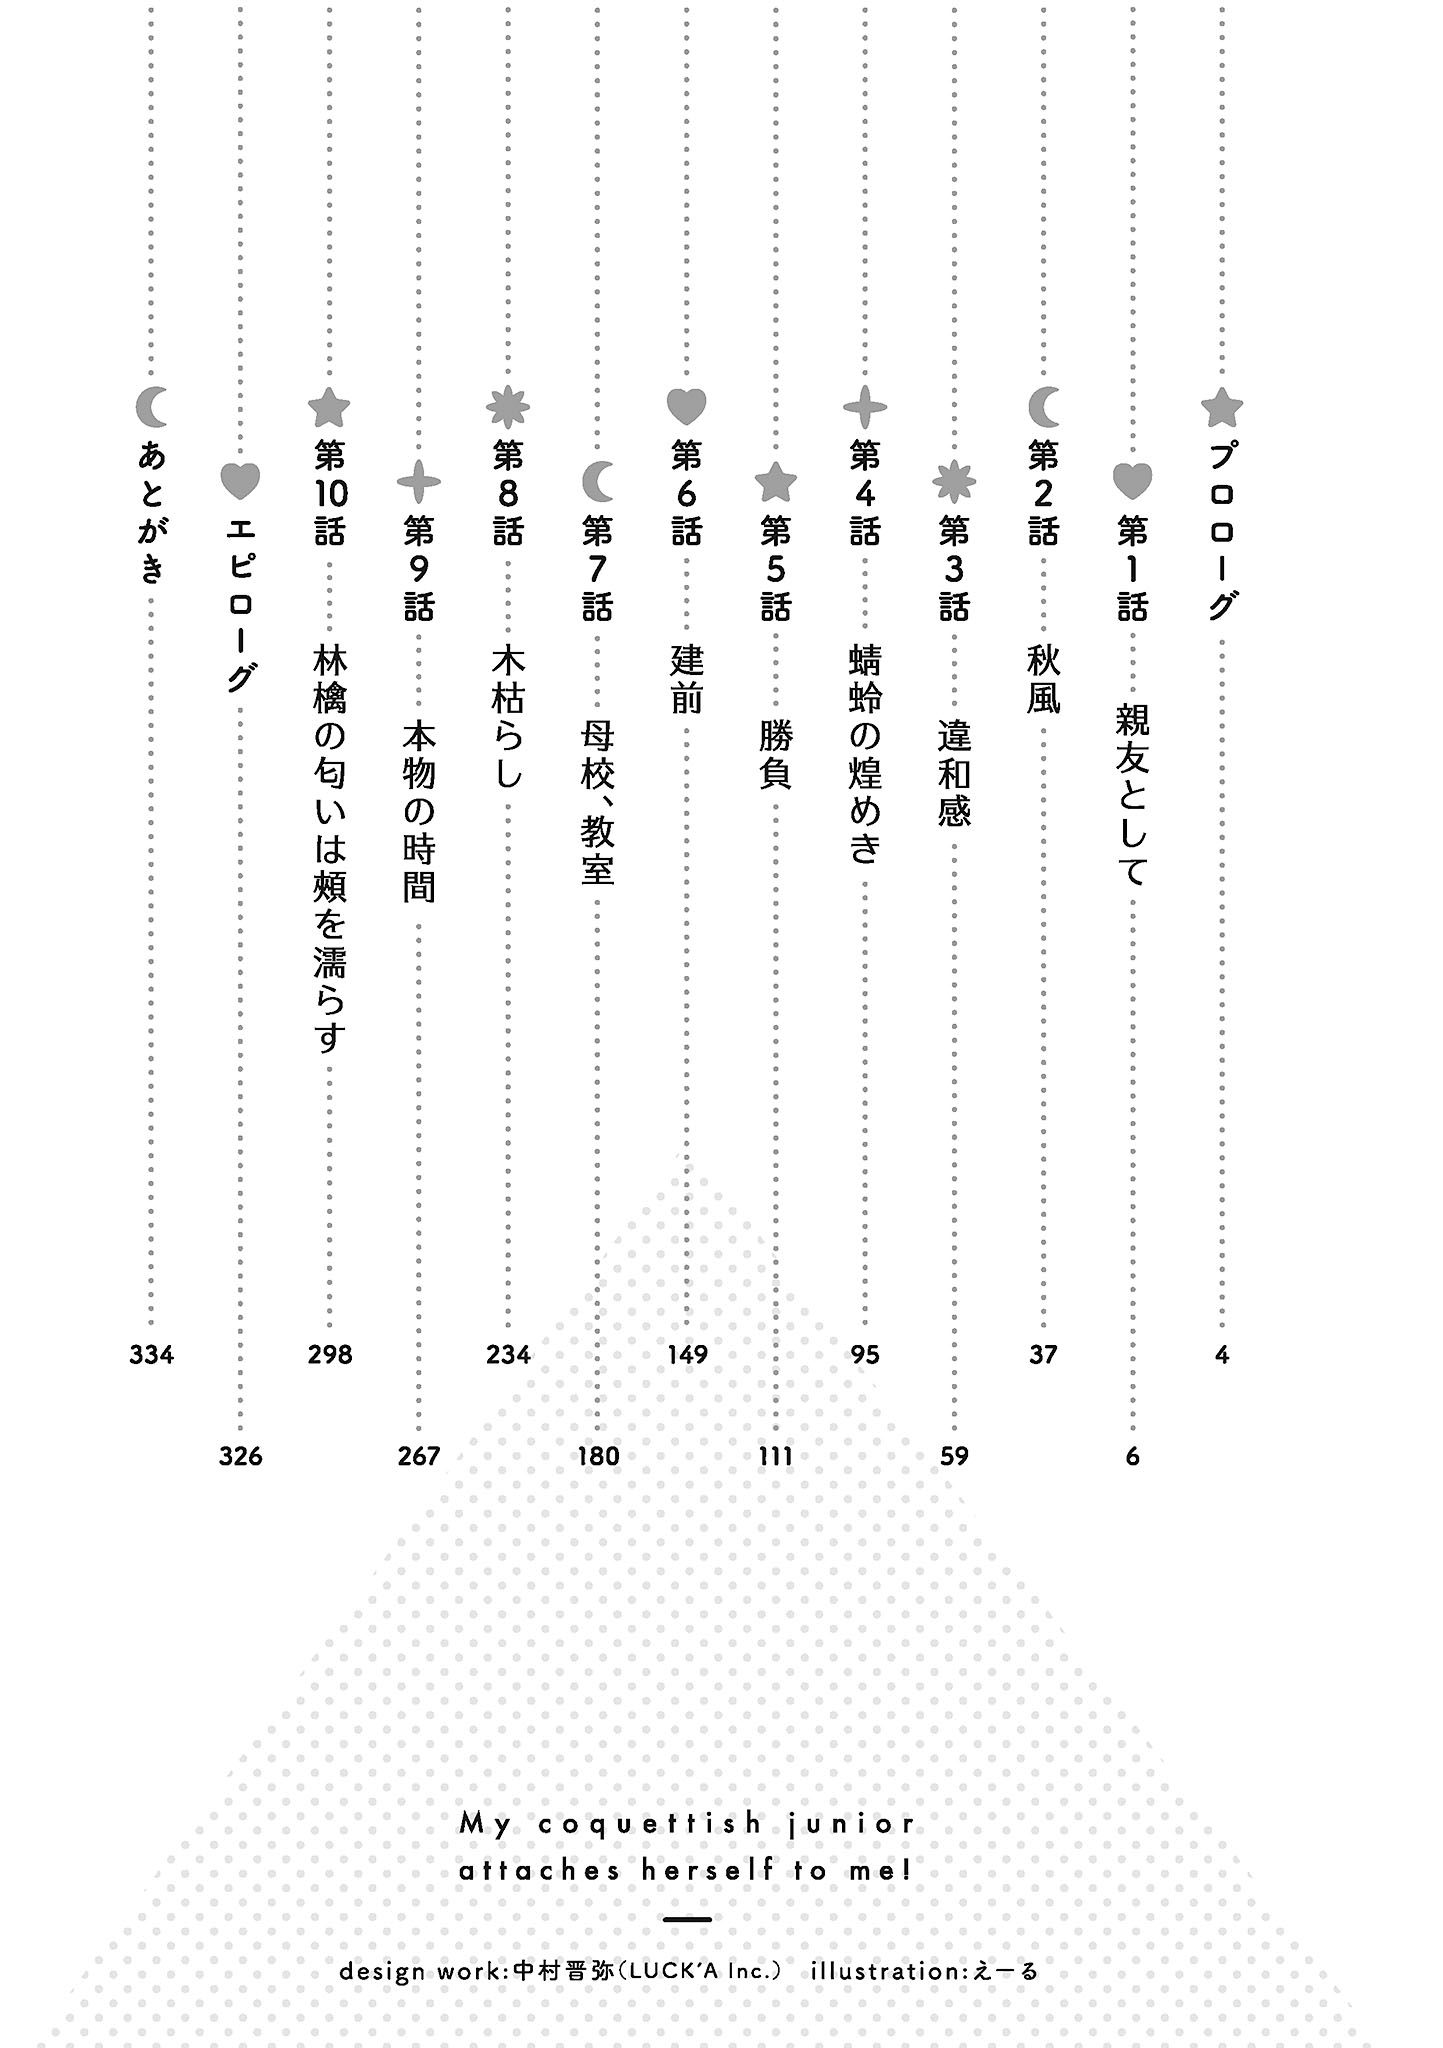 プロローグ 4
第1話 親友として 6
第2話 秋風 37
第3話 違和感 59
第4話 蜻蛉の煌めき 95
第5話 勝負 111
第6話 建前 149
第7話 母校、教室 180
第8話 木枯らし 234
第9話 本物の時間 267
第10話 林檎の匂いは頰を濡らす 298
エピローグ 326
あとがき 334
My coquettish junior
attaches herself to me!
design work:中村晋弥(LUCK'A Inc.) illustration:えーる